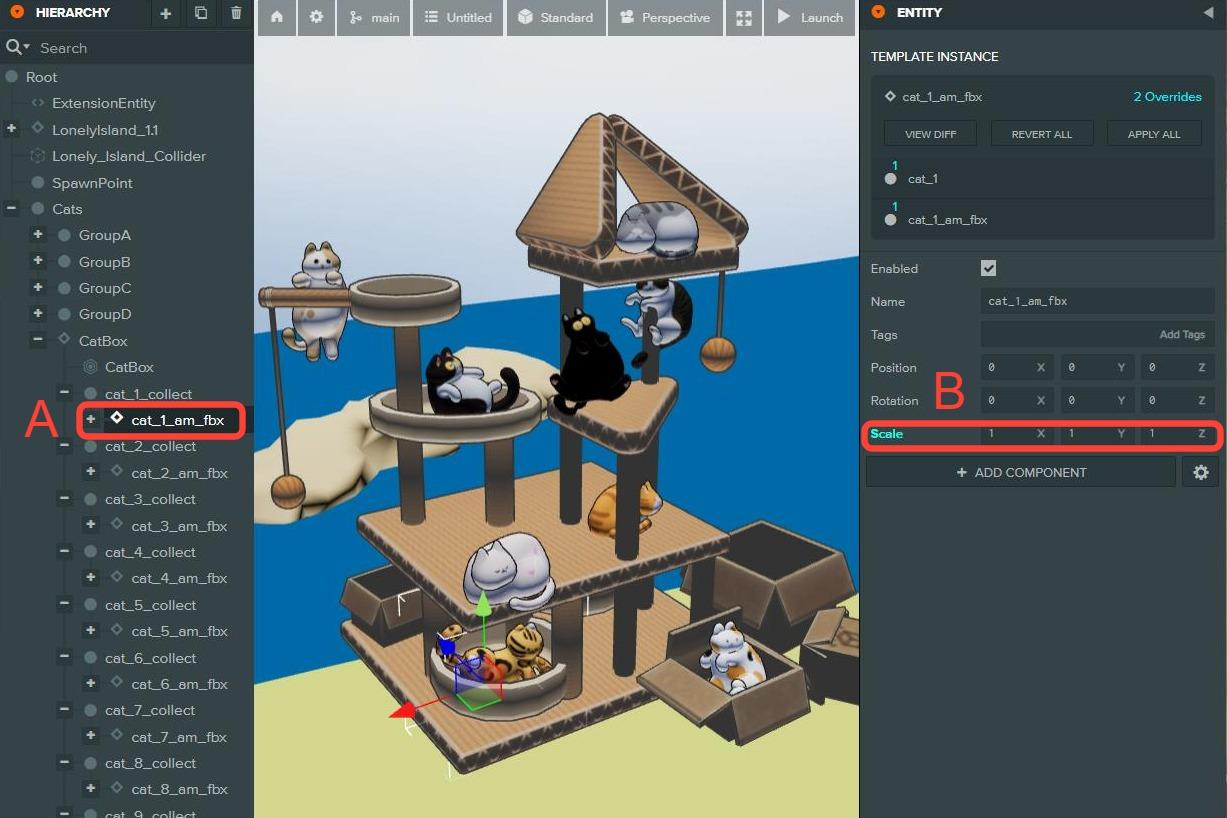 HIERARCHY
Search
Root
ExtensionEntity
LonelyIsland_1.1
Lonely_Island_Collider
SpawnPoint
Cats
GroupA
GroupB
GroupC
GroupD
CatBox
CatBox
cat_1_collect
A
cat_1_am_fbx
cat_2_collect
cat_2_am_fbx
cat_3_collect
cat_3_am_fbx
cat_4_collect
cat_4_am_fbx
cat_5_collect
cat_5_am_fbx
cat_6_collect
cat_6_am_fbx
cat_7_collect
cat_7_am_fbx
cat_8_collect
cat_8_am_fbx
cat_9_collect
main Untitled Standard Perspective Launch
ENTITY
TEMPLATE INSTANCE
cat_1_am_fbx 2 Overrides
VIEW DIFF REVERT ALL APPLY ALL
1
cat_1
1
cat_1_am_fbx
Enabled
Name cat_1_am_fbx
Tags Add Tags
Position 0 X 0 Y 0 Z
B
Rotation 0 X 0 Y 0 Z
Scale 1 X 1 Y 1 Z
+ ADD COMPONENT